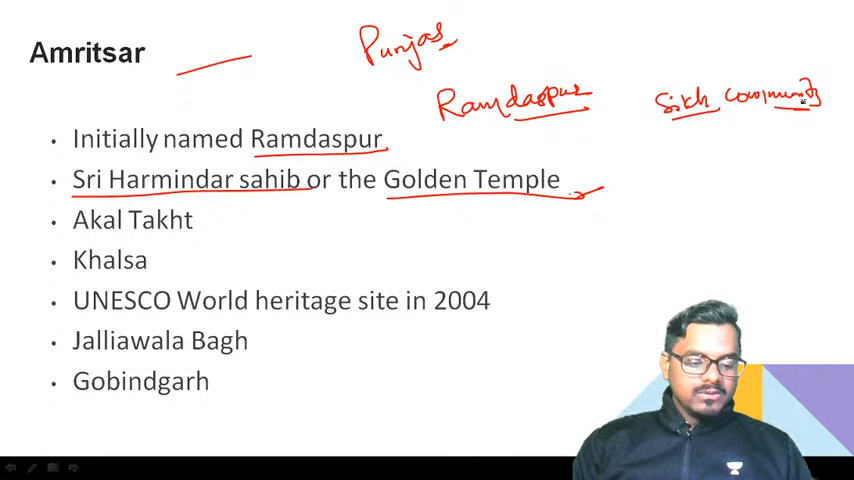 Punjab
Amritsar
Ramdaspur Sikh community
• Initially named Ramdaspur
• Sri Harmindar sahib or the Golden Temple
• Akal Takht
• Khalsa
• UNESCO World heritage site in 2004
• Jalliawala Bagh
• Gobindgarh